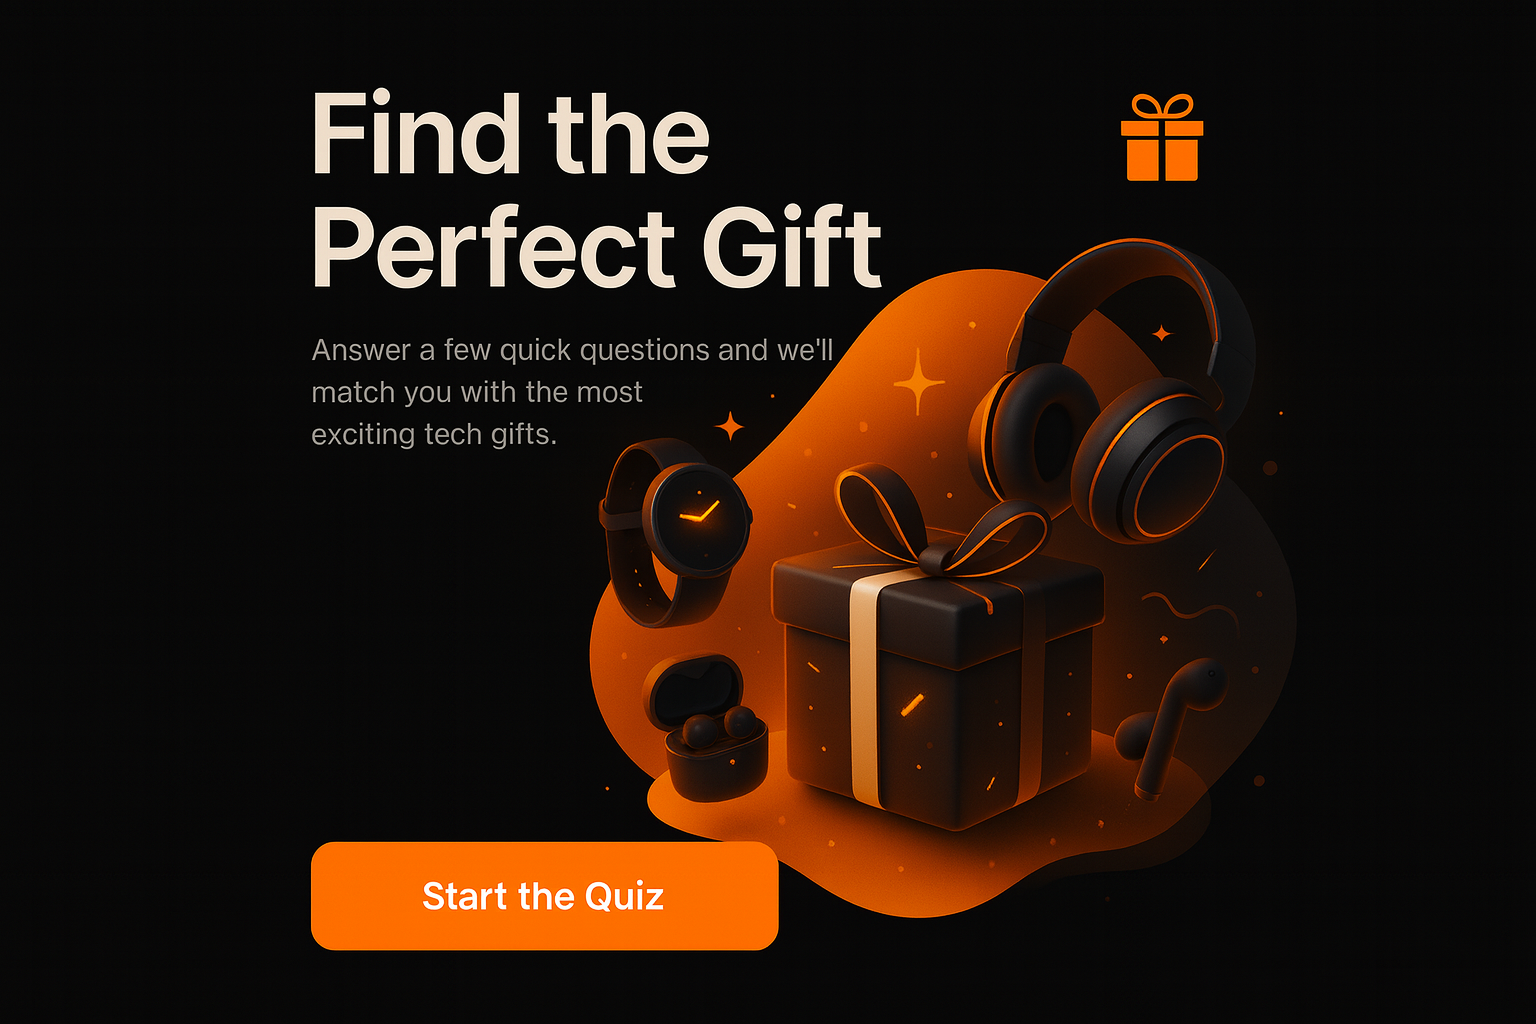 Find the
Perfect Gift
Answer a few quick questions and we'll
match you with the most
exciting tech gifts.
Start the Quiz